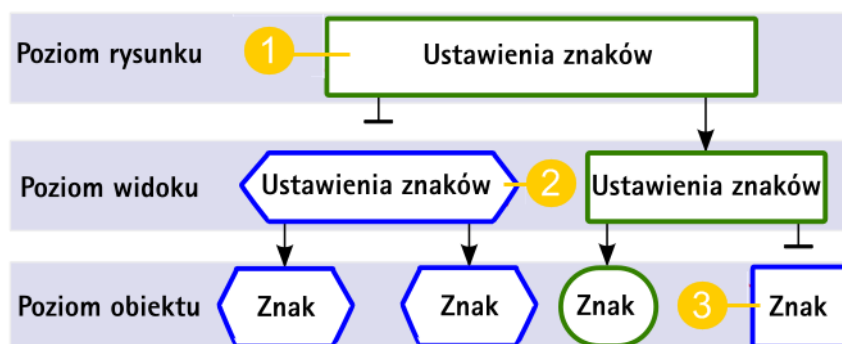 Poziom rysunku
1
Ustawienia znaków
Poziom widoku
Ustawienia znaków
2
Ustawienia znaków
Poziom obiektu
Znak
Znak
Znak
3
Znak